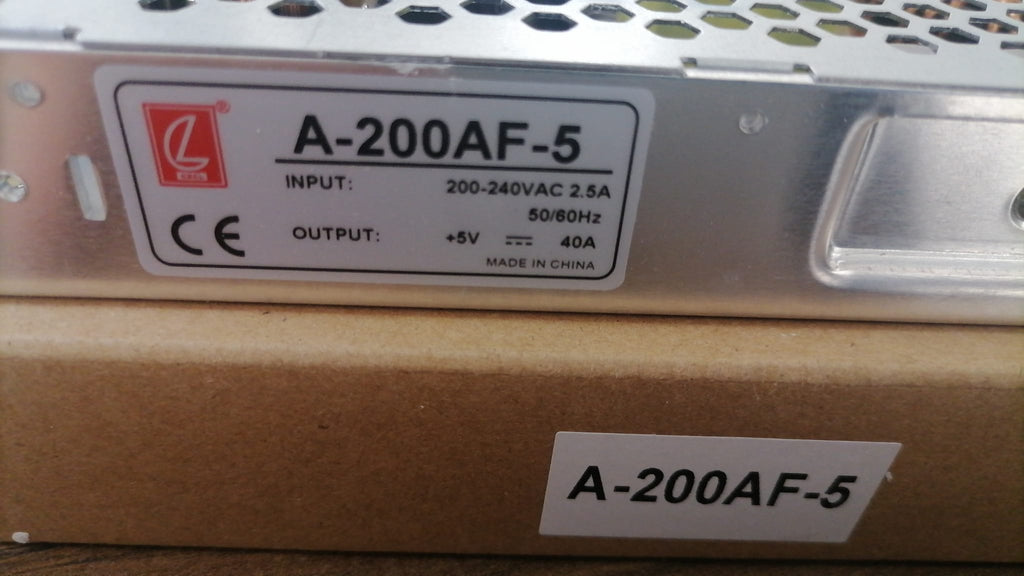 ®
A-200AF-5
INPUT: 200-240VAC 2.5A
50/60Hz
CE OUTPUT: +5V ⎓ 40A
MADE IN CHINA
A-200AF-5